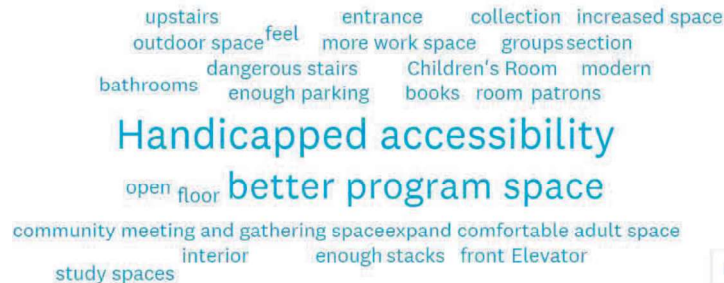 upstairs entrance collection increased space
outdoor space feel more work space groups section
dangerous stairs Children's Room modern
bathrooms enough parking books room patrons
Handicapped accessibility
open floor better program space
community meeting and gathering spaceexpand comfortable adult space
interior enough stacks front Elevator
study spaces